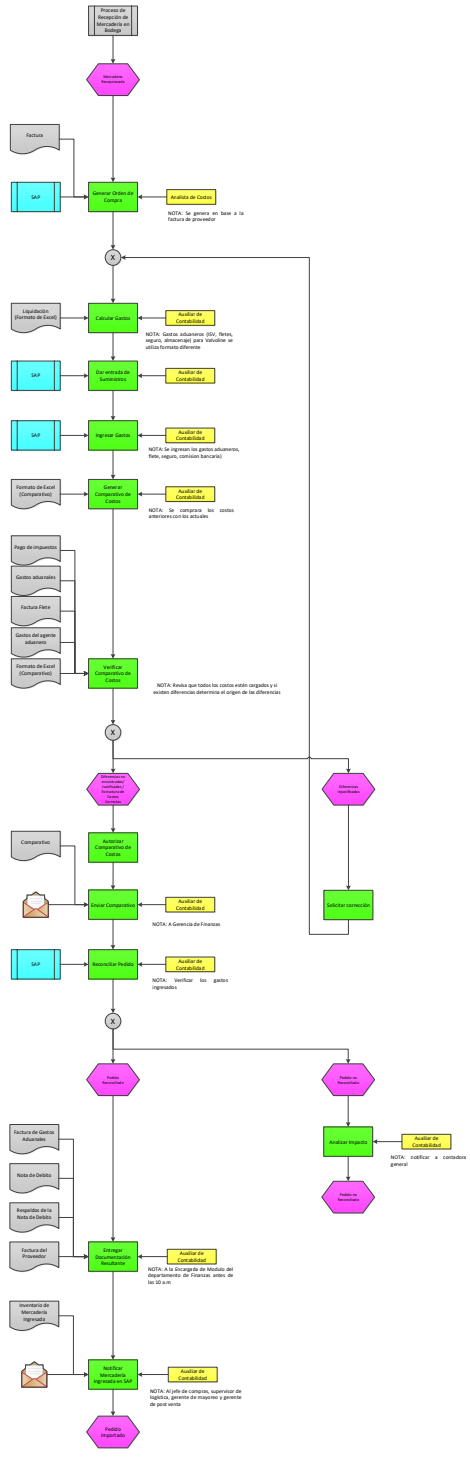 Proceso de
Recepción de
Mercadería en
Bodega
Mercadería
Recepcionada
Factura
SAP
Generar Orden de
Compra
Analista de Costos
NOTA: Se genera en base a la
factura de proveedor
X
Liquidación
(Formato de Excel)
Calcular Gastos
Auxiliar de
Contabilidad
NOTA: Gastos aduaneros (ISV, fletes,
seguro, almacenaje) para Valvoline se
utiliza formato diferente
SAP
Dar entrada de
Suministros
Auxiliar de
Contabilidad
SAP
Ingresar Gastos
Auxiliar de
Contabilidad
NOTA: Se ingresan los gastos aduaneros,
flete, seguro, comision bancaria)
Formato de Excel
(Comparativo)
Generar
Comparativo de
Costos
Auxiliar de
Contabilidad
NOTA: Se comprara los costos
anteriores con los actuales
Pago de impuestos
Gastos aduanales
Factura Flete
Gastos del agente
aduanero
Formato de Excel
(Comparativo)
Verificar
Comparativo de
Costos
NOTA: Revisa que todos los costos estén cargados y si
existen diferencias determina el origen de las diferencias
X
Diferencias no
encontradas/
Justificadas /
Estructura de
Costos
Correctas
Diferencias
injustificadas
Comparativo
Autorizar
Comparativo de
Costos
Enviar Comparativo
Auxiliar de
Contabilidad
NOTA: A Gerencia de Finanzas
Solicitar corrección
SAP
Reconciliar Pedido
Auxiliar de
Contabilidad
NOTA: Verificar los gastos
ingresados
X
Pedido
Reconciliado
Pedido no
Reconciliado
Factura de Gastos
Aduanales
Analizar Impacto
Auxiliar de
Contabilidad
NOTA: notificar a contadora
general
Nota de Debito
Pedido no
Reconciliado
Respaldos de la
Nota de Debito
Factura del
Proveedor
Entregar
Documentación
Resultante
Auxiliar de
Contabilidad
NOTA: A la Encargada de Modulo del
departamento de Finanzas antes de
las 10 a.m
Inventario de
Mercadería
Ingresada
Notificar
Mercadería
Ingresada en SAP
Auxiliar de
Contabilidad
NOTA: Al jefe de compras, supervisor de
logística, gerente de mayoreo y gerente
de post venta
Pedido
Importado